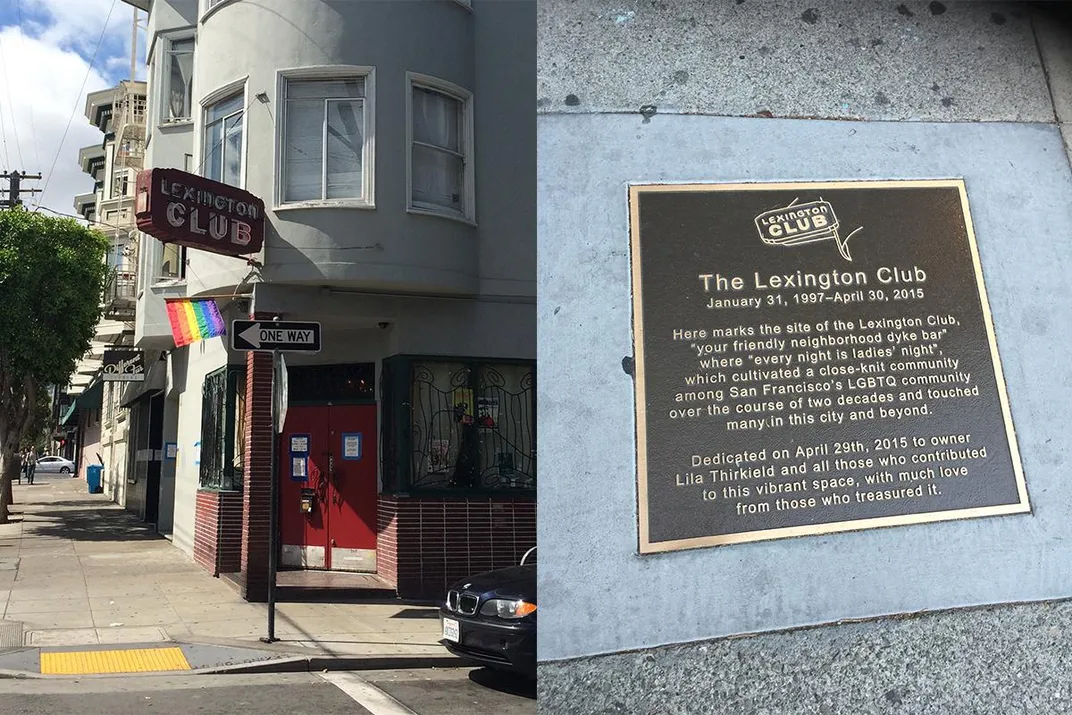 LEXINGTON
CLUB
ONE WAY
LEXINGTON
CLUB
The Lexington Club
January 31, 1997–April 30, 2015
Here marks the site of the Lexington Club,
"your friendly neighborhood dyke bar"
where "every night is ladies' night",
which cultivated a close-knit community
among San Francisco's LGBTQ community
over the course of two decades and touched
many in this city and beyond.
Dedicated on April 29th, 2015 to owner
Lila Thirkield and all those who contributed
to this vibrant space, with much love
from those who treasured it.